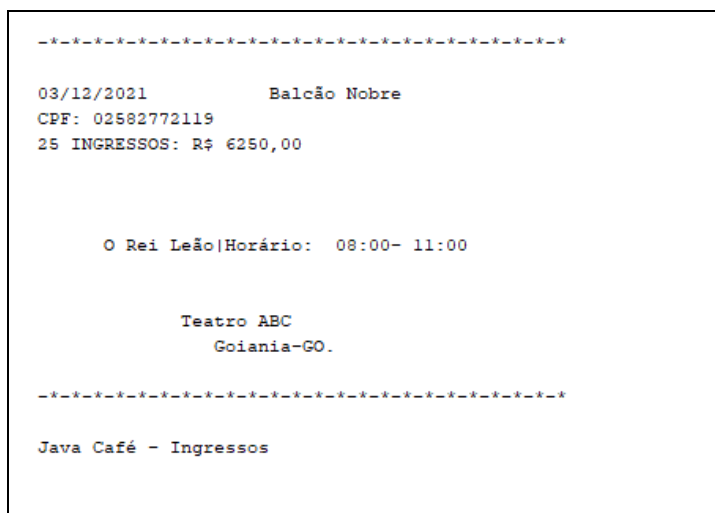 -*-*-*-*-*-*-*-*-*-*-*-*-*-*-*-*-*-*-*-*-*-*-*-*
03/12/2021 Balcão Nobre
CPF: 02582772119
25 INGRESSOS: R$ 6250,00
O Rei Leão|Horário: 08:00- 11:00
Teatro ABC
Goiania-GO.
-*-*-*-*-*-*-*-*-*-*-*-*-*-*-*-*-*-*-*-*-*-*-*-*
Java Café - Ingressos